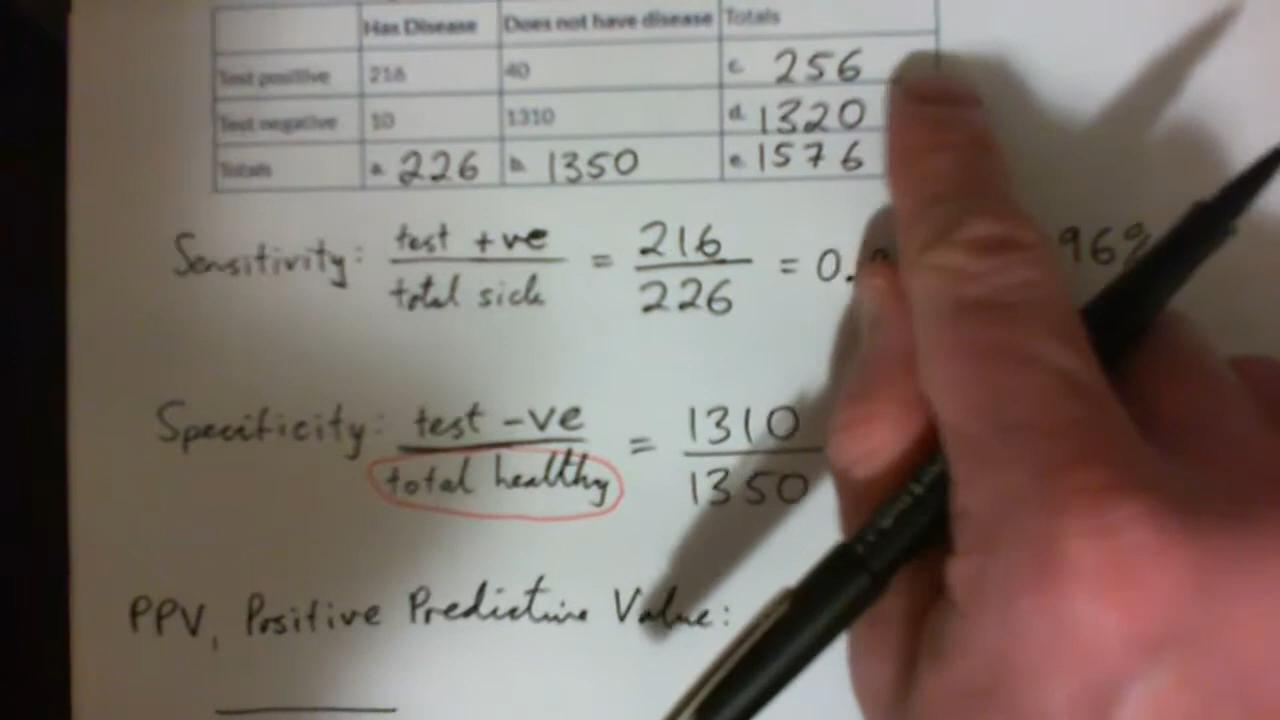 Has Disease Does not have disease Totals
Test positive 216 40 c. 256
Test negative 10 1310 d. 1320
Totals a. 226 b. 1350 e. 1576
Sensitivity: test +ve / total sick = 216 / 226 = 0. 96%
Specificity: test -ve / total healthy = 1310 / 1350
PPV, Positive Predictive Value: